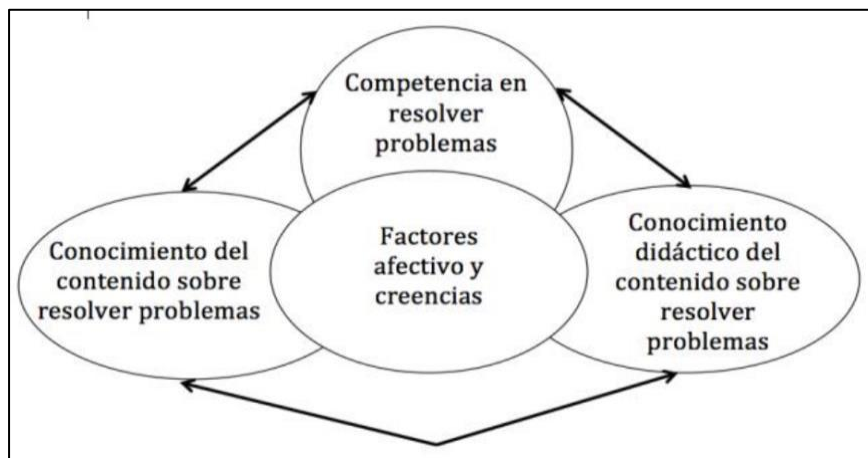 Competencia en
resolver
problemas
Conocimiento del
contenido sobre
resolver problemas
Factores
afectivo y
creencias
Conocimiento
didáctico del
contenido sobre
resolver
problemas